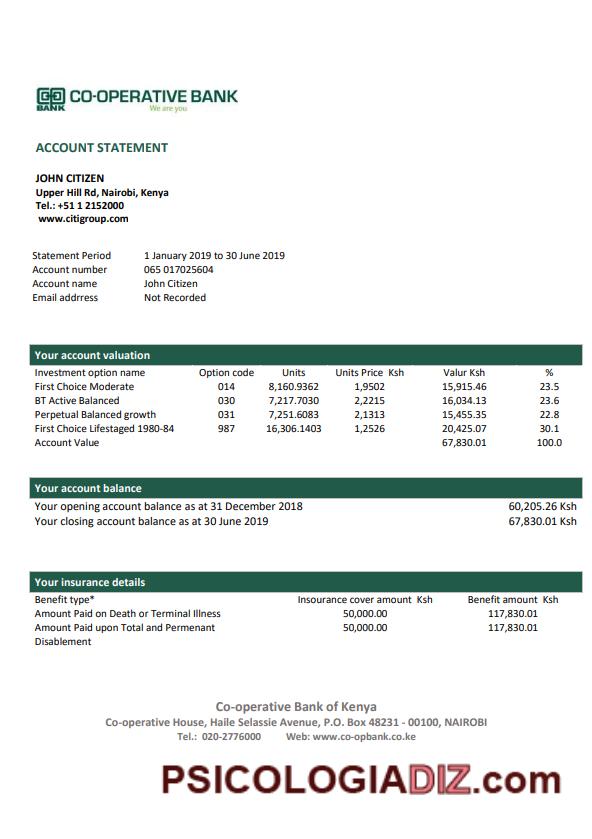 CO-OPERATIVE BANK
BANK We are you
ACCOUNT STATEMENT
JOHN CITIZEN
Upper Hill Rd, Nairobi, Kenya
Tel.: +51 1 2152000
www.citigroup.com
Statement Period 1 January 2019 to 30 June 2019
Account number 065 017025604
Account name John Citizen
Email addrress Not Recorded
Your account valuation
Investment option name Option code Units Units Price Ksh Valur Ksh %
First Choice Moderate 014 8,160.9362 1,9502 15,915.46 23.5
BT Active Balanced 030 7,217.7030 2,2215 16,034.13 23.6
Perpetual Balanced growth 031 7,251.6083 2,1313 15,455.35 22.8
First Choice Lifestaged 1980-84 987 16,306.1403 1,2526 20,425.07 30.1
Account Value 67,830.01 100.0
Your account balance
Your opening account balance as at 31 December 2018 60,205.26 Ksh
Your closing account balance as at 30 June 2019 67,830.01 Ksh
Your insurance details
Benefit type* Insourance cover amount Ksh Benefit amount Ksh
Amount Paid on Death or Terminal Illness 50,000.00 117,830.01
Amount Paid upon Total and Permenant 50,000.00 117,830.01
Disablement
Co-operative Bank of Kenya
Co-operative House, Haile Selassie Avenue, P.O. Box 48231 - 00100, NAIROBI
Tel.: 020-2776000 Web: www.co-opbank.co.ke
PSICOLOGIADIZ.com